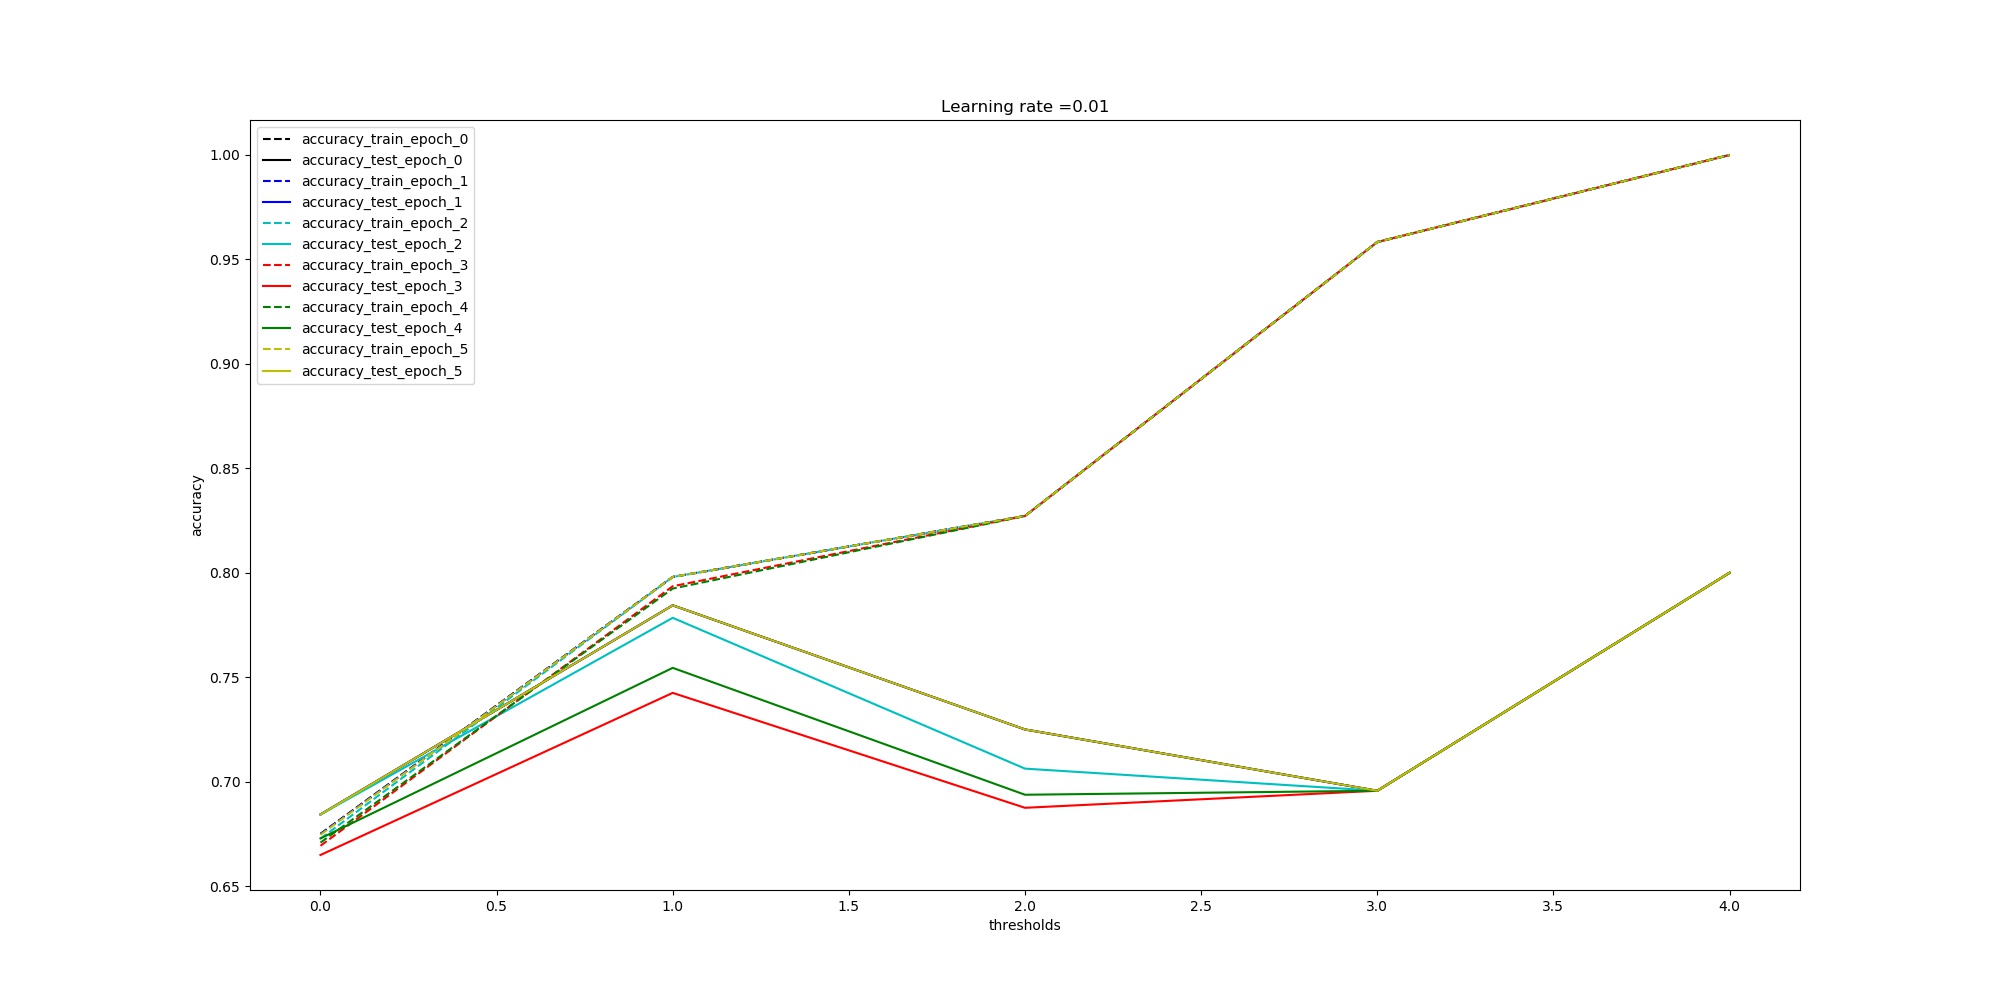 Learning rate =0.01
accuracy_train_epoch_0
accuracy_test_epoch_0
accuracy_train_epoch_1
accuracy_test_epoch_1
accuracy_train_epoch_2
accuracy_test_epoch_2
accuracy_train_epoch_3
accuracy_test_epoch_3
accuracy_train_epoch_4
accuracy_test_epoch_4
accuracy_train_epoch_5
accuracy_test_epoch_5
accuracy
1.00
0.95
0.90
0.85
0.80
0.75
0.70
0.65
0.0 0.5 1.0 1.5 2.0 2.5 3.0 3.5 4.0
thresholds